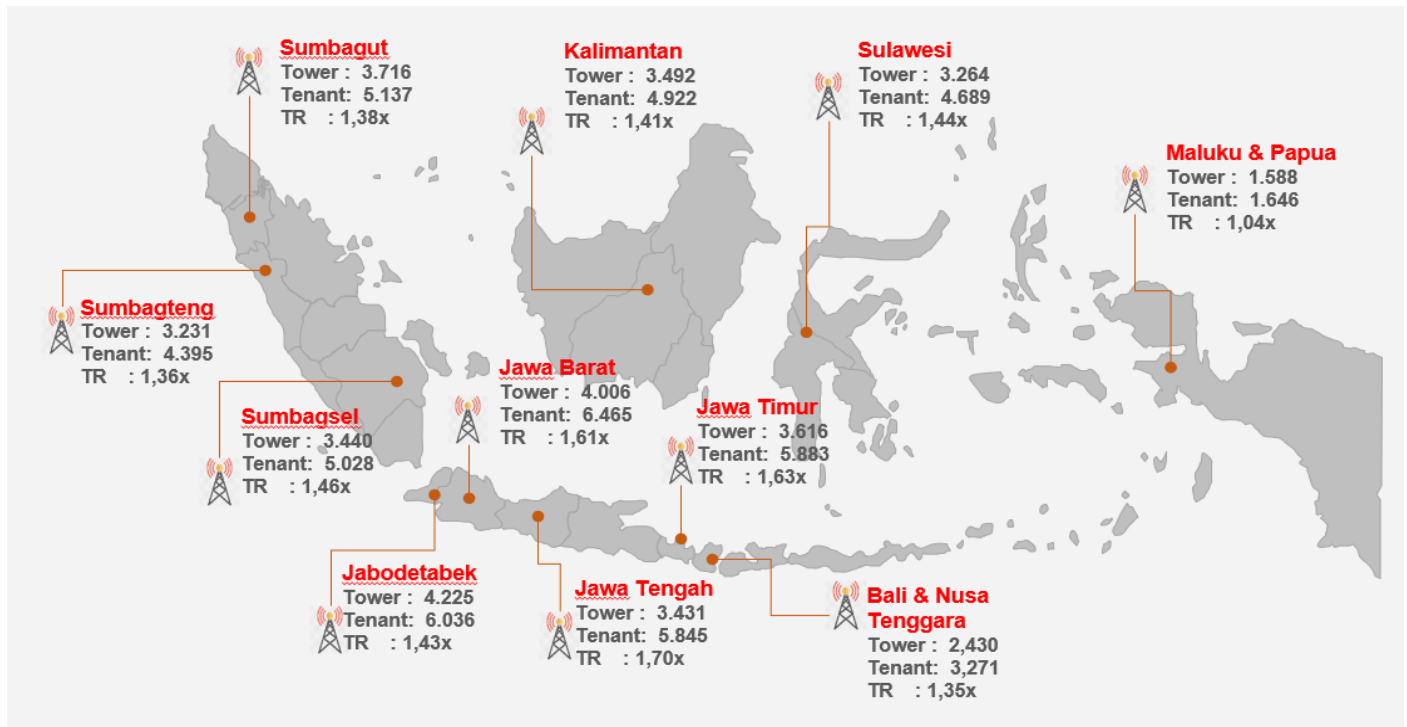 Sumbagut
Tower : 3.716
Tenant: 5.137
TR : 1,38x
Kalimantan
Tower : 3.492
Tenant: 4.922
TR : 1,41x
Sulawesi
Tower : 3.264
Tenant: 4.689
TR : 1,44x
Maluku & Papua
Tower : 1.588
Tenant: 1.646
TR : 1,04x
Sumbagteng
Tower : 3.231
Tenant: 4.395
TR : 1,36x
Sumbagsel
Tower : 3.440
Tenant: 5.028
TR : 1,46x
Jawa Barat
Tower : 4.006
Tenant: 6.465
TR : 1,61x
Jawa Timur
Tower : 3.616
Tenant: 5.883
TR : 1,63x
Jabodetabek
Tower : 4.225
Tenant: 6.036
TR : 1,43x
Jawa Tengah
Tower : 3.431
Tenant: 5.845
TR : 1,70x
Bali & Nusa
Tenggara
Tower : 2,430
Tenant: 3,271
TR : 1,35x